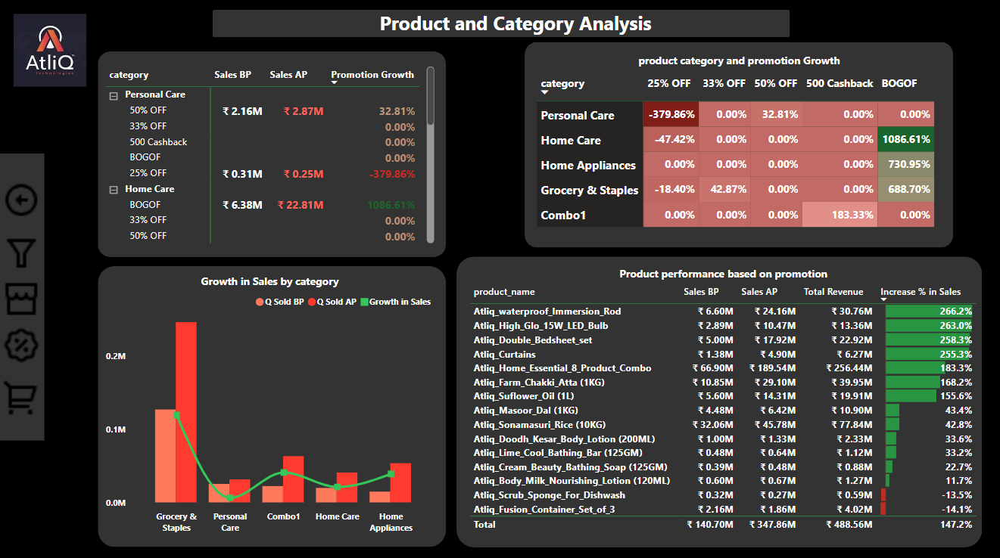 Product and Category Analysis
AtliQ
technologies
category Sales BP Sales AP Promotion Growth
Personal Care
50% OFF ₹ 2.16M ₹ 2.87M 32.81%
33% OFF 0.00%
500 Cashback 0.00%
BOGOF 0.00%
25% OFF ₹ 0.31M ₹ 0.25M -379.86%
Home Care
BOGOF ₹ 6.38M ₹ 22.81M 1086.61%
33% OFF 0.00%
50% OFF 0.00%
product category and promotion Growth
category 25% OFF 33% OFF 50% OFF 500 Cashback BOGOF
Personal Care -379.86% 0.00% 32.81% 0.00% 0.00%
Home Care -47.42% 0.00% 0.00% 0.00% 1086.61%
Home Appliances 0.00% 0.00% 0.00% 0.00% 730.95%
Grocery & Staples -18.40% 42.87% 0.00% 0.00% 688.70%
Combo1 0.00% 0.00% 0.00% 183.33% 0.00%
Growth in Sales by category
Q Sold BP Q Sold AP Growth in Sales
0.2M
0.1M
0.0M
Grocery & Staples
Personal Care
Combo1
Home Care
Home Appliances
Product performance based on promotion
product_name Sales BP Sales AP Total Revenue Increase % in Sales
Atliq_waterproof_Immersion_Rod ₹ 6.60M ₹ 24.16M ₹ 30.76M 266.2%
Atliq_High_Glo_15W_LED_Bulb ₹ 2.89M ₹ 10.47M ₹ 13.36M 263.0%
Atliq_Double_Bedsheet_set ₹ 5.00M ₹ 17.92M ₹ 22.92M 258.3%
Atliq_Curtains ₹ 1.38M ₹ 4.90M ₹ 6.27M 255.3%
Atliq_Home_Essential_8_Product_Combo ₹ 66.90M ₹ 189.54M ₹ 256.44M 183.3%
Atliq_Farm_Chakki_Atta (1KG) ₹ 10.85M ₹ 29.10M ₹ 39.95M 168.2%
Atliq_Suflower_Oil (1L) ₹ 5.60M ₹ 14.31M ₹ 19.91M 155.6%
Atliq_Masoor_Dal (1KG) ₹ 4.48M ₹ 6.42M ₹ 10.90M 43.4%
Atliq_Sonamasuri_Rice (10KG) ₹ 32.06M ₹ 45.78M ₹ 77.84M 42.8%
Atliq_Doodh_Kesar_Body_Lotion (200ML) ₹ 1.00M ₹ 1.33M ₹ 2.33M 33.6%
Atliq_Lime_Cool_Bathing_Bar (125GM) ₹ 0.48M ₹ 0.64M ₹ 1.12M 33.2%
Atliq_Cream_Beauty_Bathing_Soap (125GM) ₹ 0.39M ₹ 0.48M ₹ 0.88M 22.7%
Atliq_Body_Milk_Nourishing_Lotion (120ML) ₹ 0.60M ₹ 0.67M ₹ 1.27M 11.7%
Atliq_Scrub_Sponge_For_Dishwash ₹ 0.32M ₹ 0.27M ₹ 0.59M -13.5%
Atliq_Fusion_Container_Set_of_3 ₹ 2.16M ₹ 1.86M ₹ 4.02M -14.1%
Total ₹ 140.70M ₹ 347.86M ₹ 488.56M 147.2%